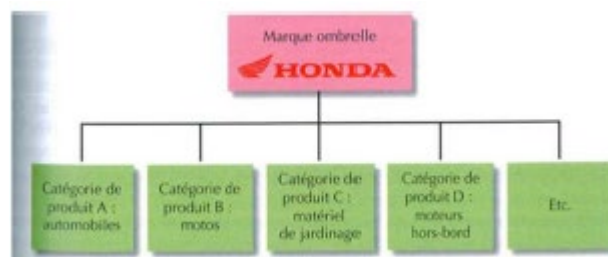 Marque ombrelle
HONDA
Catégorie de
produit A :
automobiles
Catégorie de
produit B :
motos
Catégorie de
produit C :
matériel
de jardinage
Catégorie de
produit D :
moteurs
hors-bord
Etc.